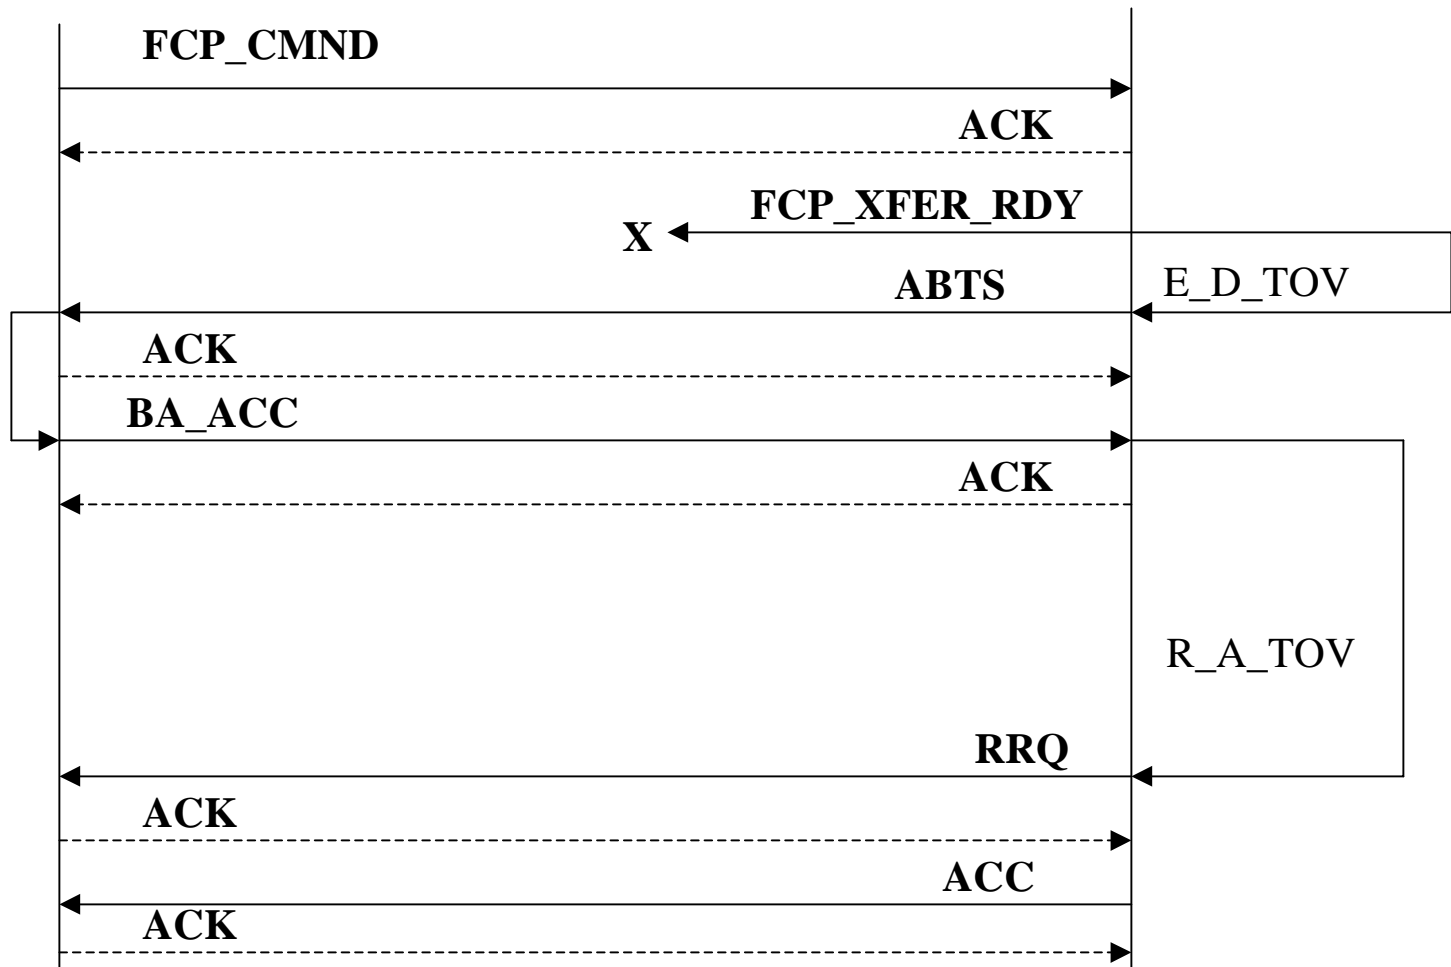 FCP_CMND
ACK
FCP_XFER_RDY
X
ABTS
E_D_TOV
ACK
BA_ACC
ACK
R_A_TOV
RRQ
ACK
ACC
ACK